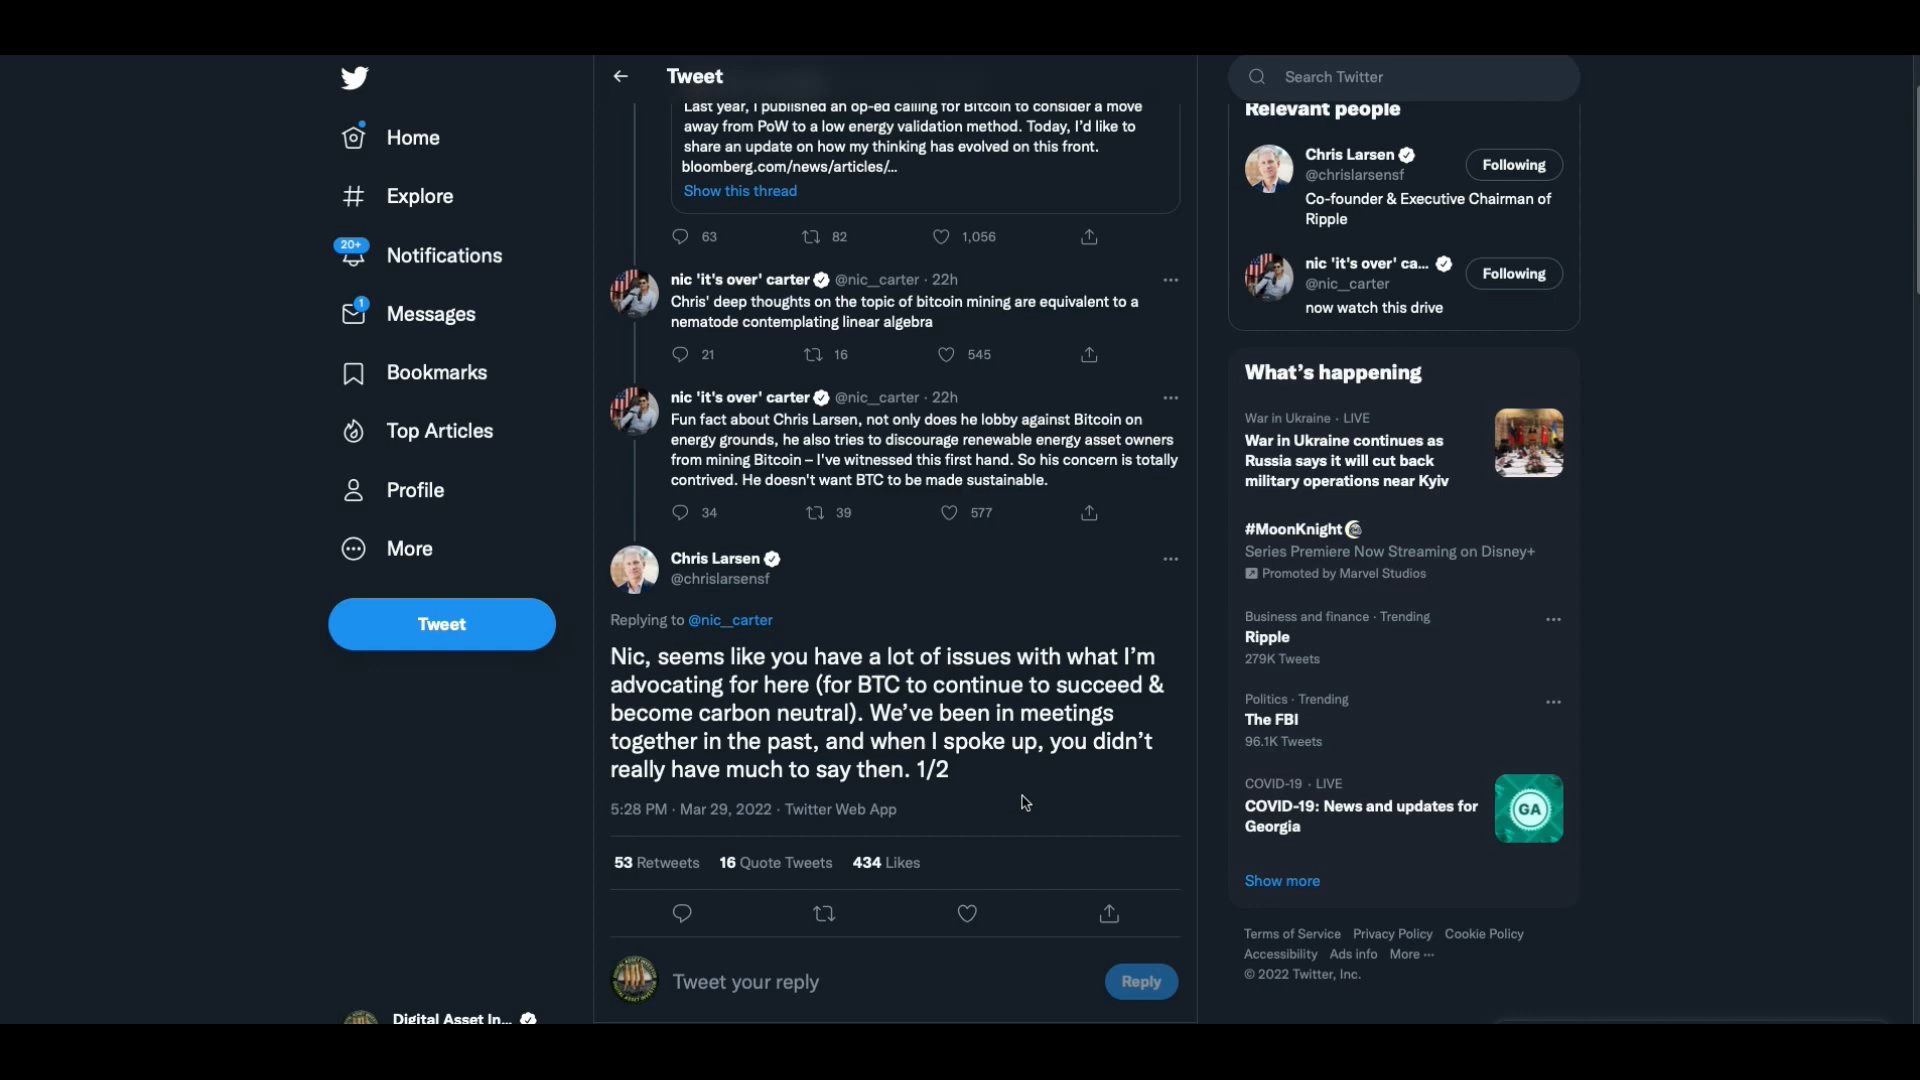 Home
Explore
20+
Notifications
1
Messages
Bookmarks
Top Articles
Profile
More
Tweet
Digital Asset In...
Tweet
Last year, I published an op-ed calling for Bitcoin to consider a move
away from PoW to a low energy validation method. Today, I'd like to
share an update on how my thinking has evolved on this front.
bloomberg.com/news/articles/...
Show this thread
63 82 1,056
nic 'it's over' carter @nic__carter · 22h
Chris' deep thoughts on the topic of bitcoin mining are equivalent to a
nematode contemplating linear algebra
21 16 545
nic 'it's over' carter @nic__carter · 22h
Fun fact about Chris Larsen, not only does he lobby against Bitcoin on
energy grounds, he also tries to discourage renewable energy asset owners
from mining Bitcoin – I've witnessed this first hand. So his concern is totally
contrived. He doesn't want BTC to be made sustainable.
34 39 577
Chris Larsen
@chrislarsensf
Replying to @nic__carter
Nic, seems like you have a lot of issues with what I'm
advocating for here (for BTC to continue to succeed &
become carbon neutral). We've been in meetings
together in the past, and when I spoke up, you didn't
really have much to say then. 1/2
5:28 PM · Mar 29, 2022 · Twitter Web App
53 Retweets 16 Quote Tweets 434 Likes
Tweet your reply
Reply
Search Twitter
Relevant people
Chris Larsen
@chrislarsensf
Following
Co-founder & Executive Chairman of
Ripple
nic 'it's over' ca...
@nic__carter
Following
now watch this drive
What's happening
War in Ukraine · LIVE
War in Ukraine continues as
Russia says it will cut back
military operations near Kyiv
#MoonKnight
Series Premiere Now Streaming on Disney+
Promoted by Marvel Studios
Business and finance · Trending
Ripple
279K Tweets
Politics · Trending
The FBI
96.1K Tweets
COVID-19 · LIVE
COVID-19: News and updates for
Georgia
GA
Show more
Terms of Service Privacy Policy Cookie Policy
Accessibility Ads info More ···
© 2022 Twitter, Inc.